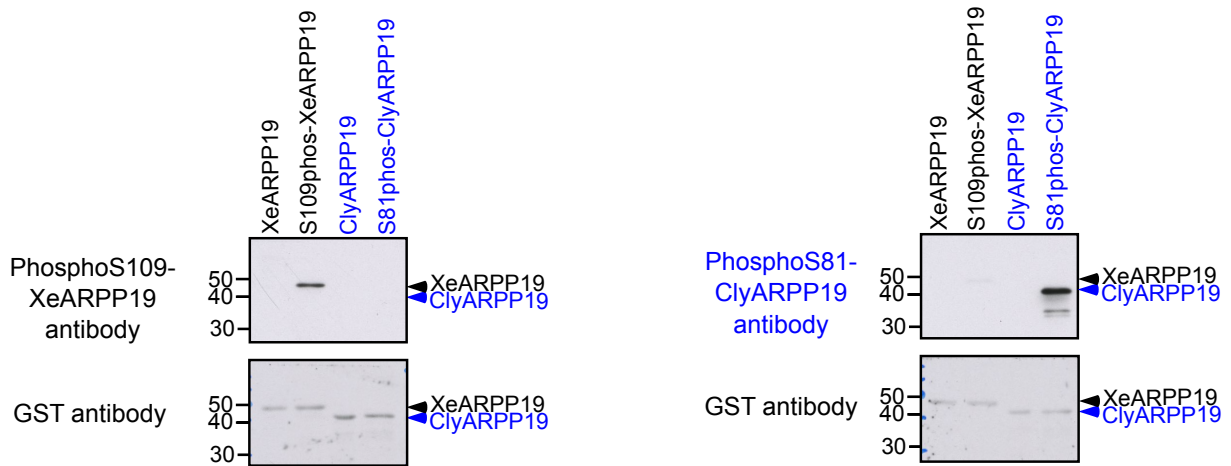 XeARPP19
S109phos-XeARPP19
ClyARPP19
S81phos-ClyARPP19
PhosphoS109-
XeARPP19
antibody
50
40
30
XeARPP19
ClyARPP19
GST antibody
50
40
30
XeARPP19
ClyARPP19
XeARPP19
S109phos-XeARPP19
ClyARPP19
S81phos-ClyARPP19
PhosphoS81-
ClyARPP19
antibody
50
40
30
XeARPP19
ClyARPP19
GST antibody
50
40
30
XeARPP19
ClyARPP19